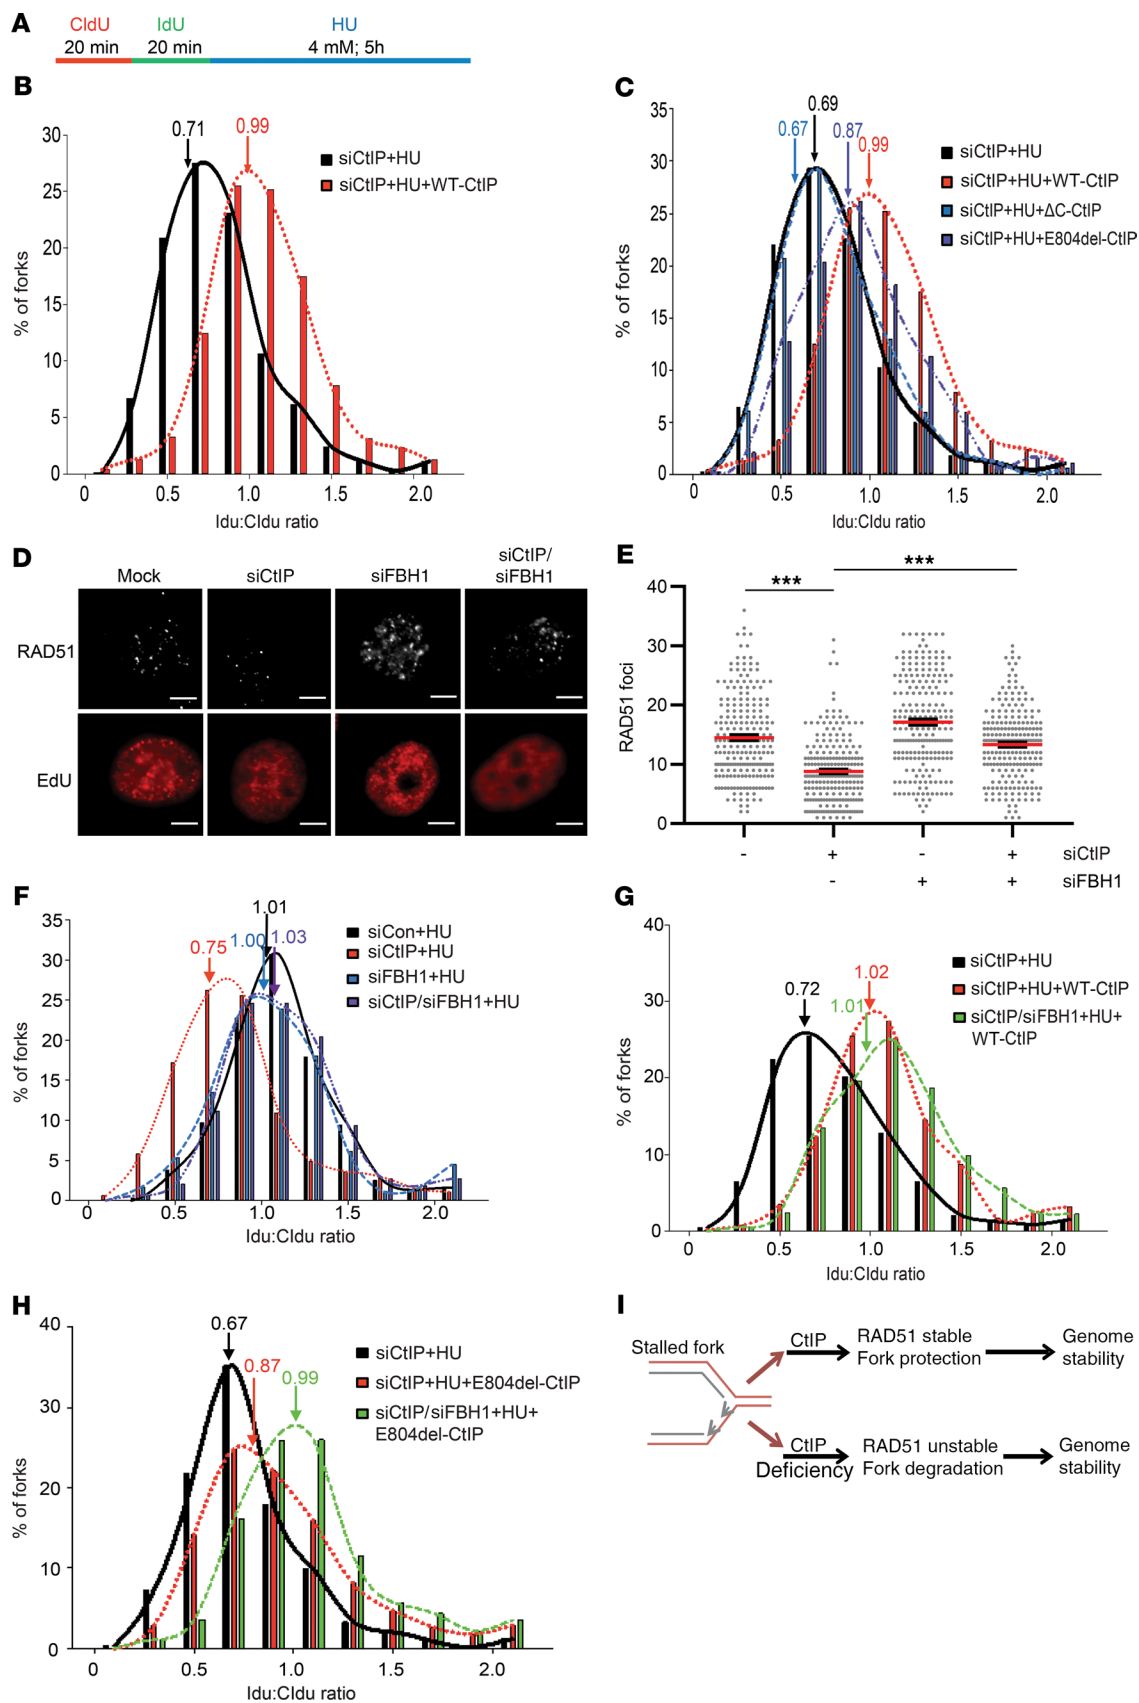 A
CldU
IdU
HU
20 min
20 min
4 mM; 5h
B
0.71
0.99
siCtIP+HU
siCtIP+HU+WT-CtIP
% of forks
30
25
20
15
10
5
0
0
0.5
1.0
1.5
2.0
Idu:Cldu ratio
C
0.69
0.67
0.87
0.99
siCtIP+HU
siCtIP+HU+WT-CtIP
siCtIP+HU+ΔC-CtIP
siCtIP+HU+E804del-CtIP
% of forks
35
30
25
20
15
10
5
0
0
0.5
1.0
1.5
2.0
Idu:Cldu ratio
D
Mock
siCtIP
siFBH1
siCtIP/
siFBH1
RAD51
EdU
E
***
***
RAD51 foci
40
30
20
10
0
- + - + siCtIP
- + + siFBH1
F
1.01
0.75
1.00
1.03
siCon+HU
siCtIP+HU
siFBH1+HU
siCtIP/siFBH1+HU
% of forks
35
30
25
20
15
10
5
0
0
0.5
1.0
1.5
2.0
Idu:Cldu ratio
G
0.72
1.02
1.01
siCtIP+HU
siCtIP+HU+WT-CtIP
siCtIP/siFBH1+HU+
WT-CtIP
% of forks
40
30
20
10
0
0
0.5
1.0
1.5
2.0
Idu:Cldu ratio
H
0.67
0.87
0.99
siCtIP+HU
siCtIP+HU+E804del-CtIP
siCtIP/siFBH1+HU+
E804del-CtIP
% of forks
40
30
20
10
0
0
0.5
1.0
1.5
2.0
Idu:Cldu ratio
I
Stalled fork
CtIP
RAD51 stable
Fork protection
Genome
stability
CtIP
Deficiency
RAD51 unstable
Fork degradation
Genome
stability